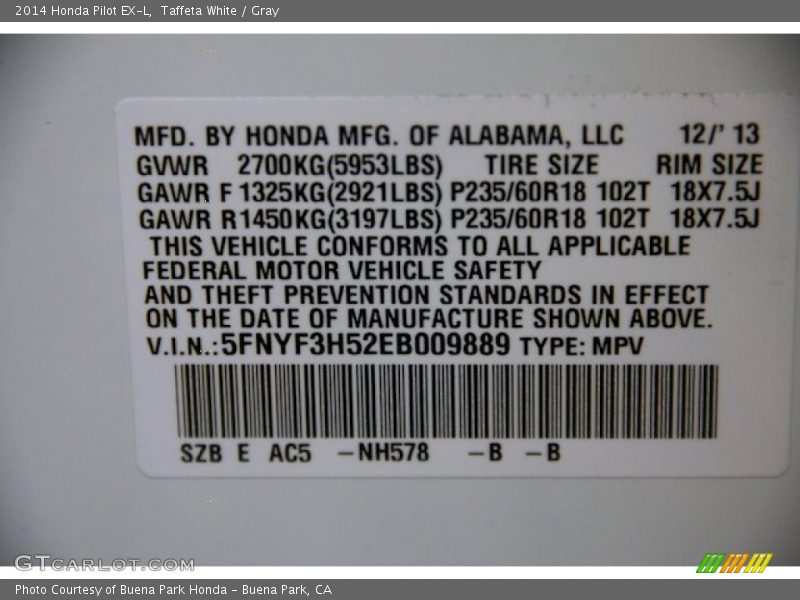 2014 Honda Pilot EX-L, Taffeta White / Gray
MFD. BY HONDA MFG. OF ALABAMA, LLC 12/' 13
GVWR 2700KG(5953LBS) TIRE SIZE RIM SIZE
GAWR F 1325KG(2921LBS) P235/60R18 102T 18X7.5J
GAWR R1450KG(3197LBS) P235/60R18 102T 18X7.5J
THIS VEHICLE CONFORMS TO ALL APPLICABLE
FEDERAL MOTOR VEHICLE SAFETY
AND THEFT PREVENTION STANDARDS IN EFFECT
ON THE DATE OF MANUFACTURE SHOWN ABOVE.
V.I.N.:5FNYF3H52EB009889 TYPE: MPV
SZB E AC5 -NH578 -B -B
GTCARLOT.COM
Photo Courtesy of Buena Park Honda - Buena Park, CA